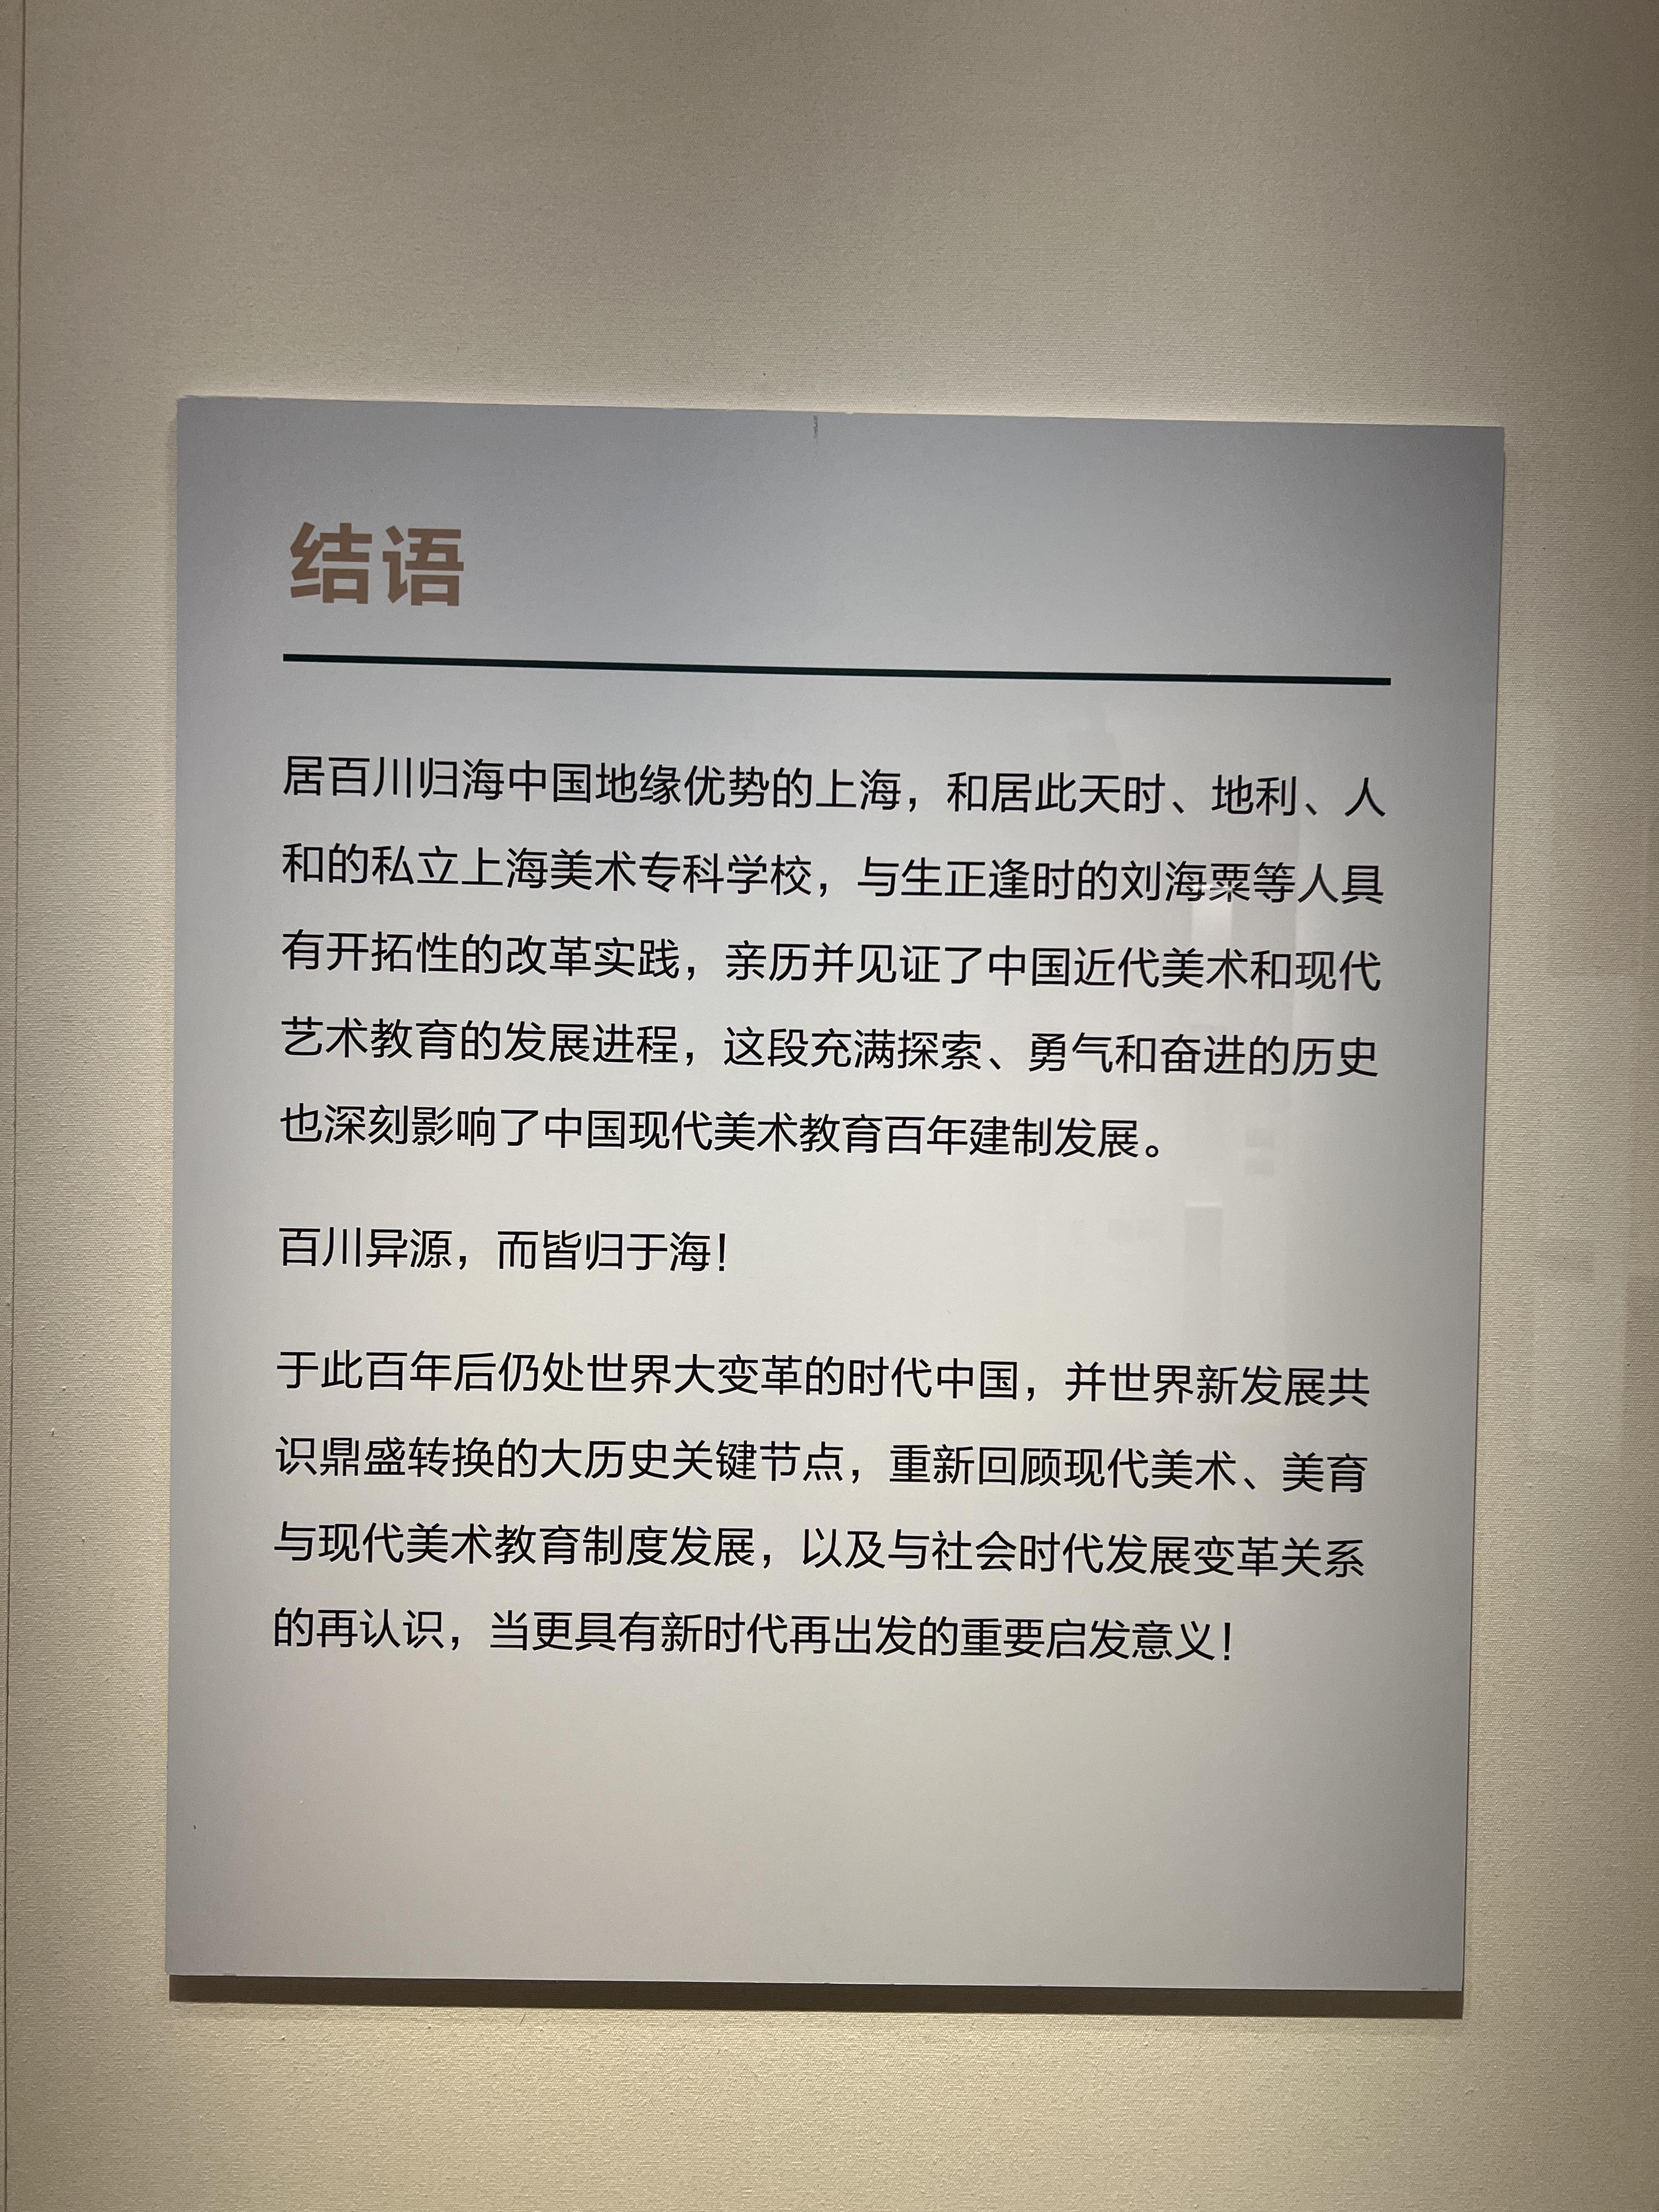 结语
居百川归海中国地缘优势的上海，和居此天时、地利、人
和的私立上海美术专科学校，与生正逢时的刘海粟等人具
有开拓性的改革实践，亲历并见证了中国近代美术和现代
艺术教育的发展进程，这段充满探索、勇气和奋进的历史
也深刻影响了中国现代美术教育百年建制发展。
百川异源，而皆归于海！
于此百年后仍处世界大变革的时代中国，并世界新发展共
识鼎盛转换的大历史关键节点，重新回顾现代美术、美育
与现代美术教育制度发展，以及与社会时代发展变革关系
的再认识，当更具有新时代再出发的重要启发意义！